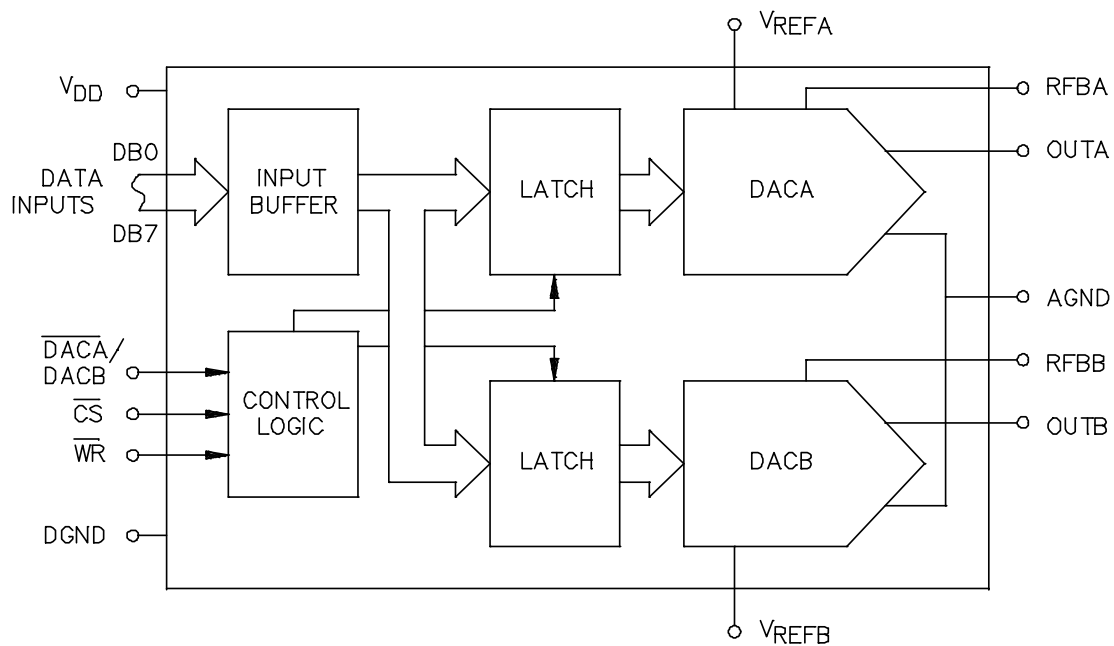 VREFA
VDD
RFBA
DB0
DATA
INPUTS
DB7
INPUT
BUFFER
LATCH
DACA
OUTA
AGND
DACA/
DACB
CS
WR
CONTROL
LOGIC
LATCH
DACB
RFBB
OUTB
DGND
VREFB